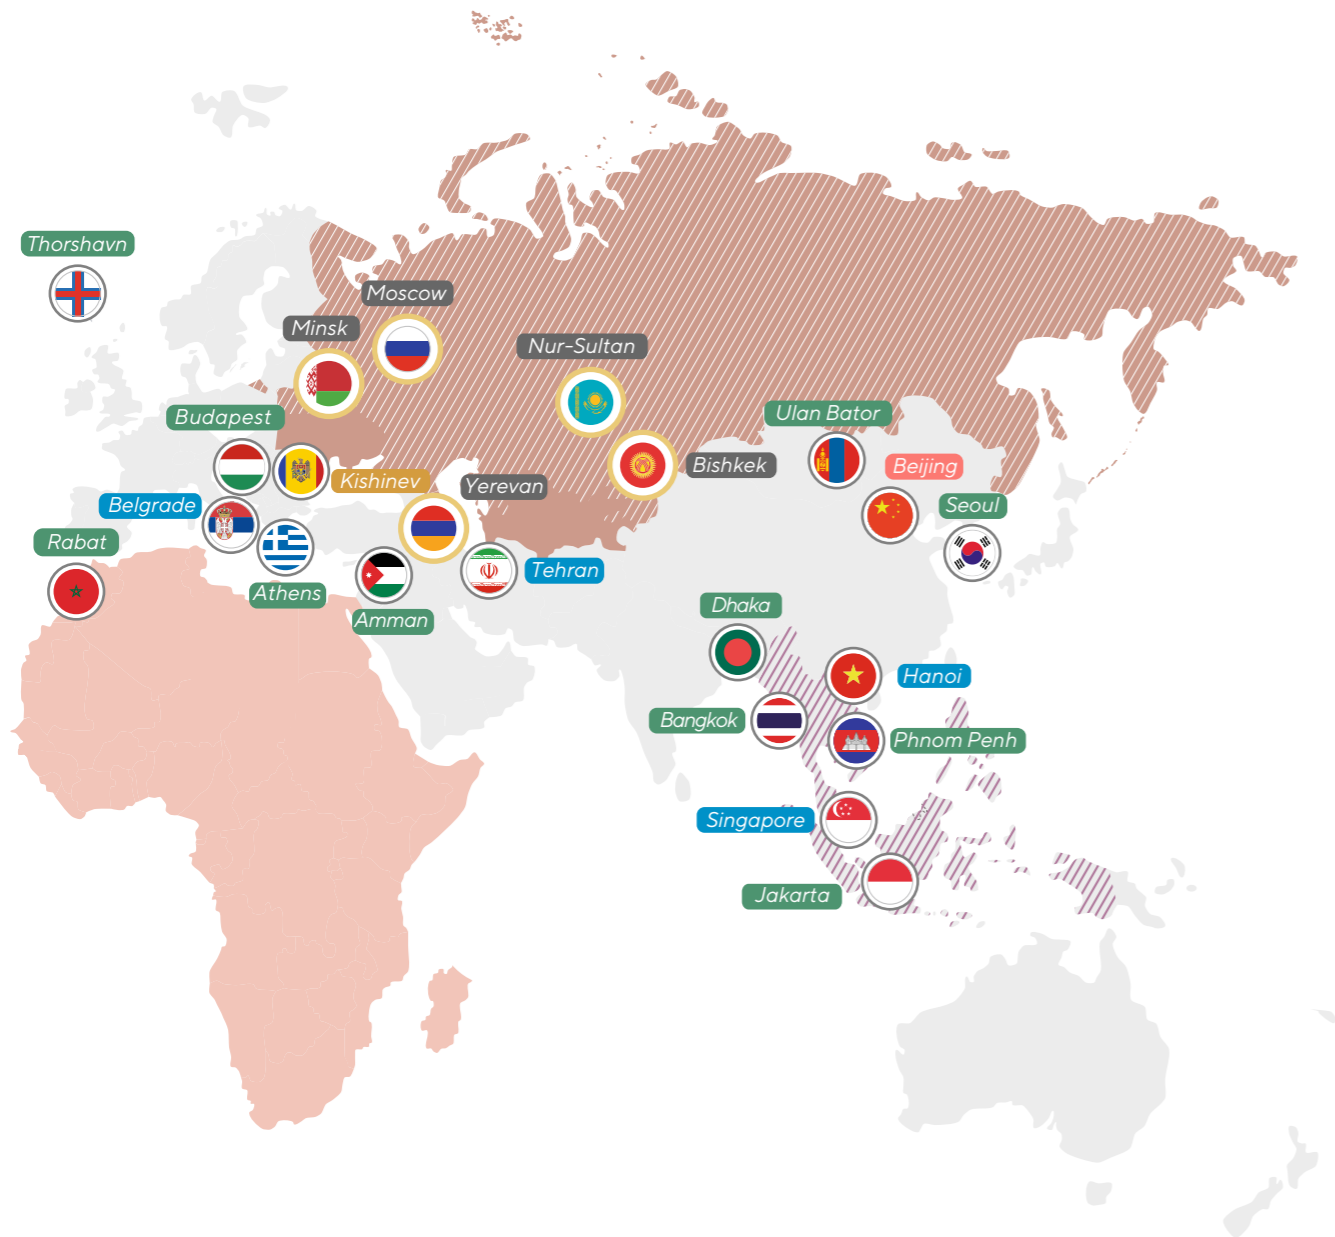 Thorshavn
Moscow
Minsk
Nur-Sultan
Budapest
Ulan Bator
Kishinev
Bishkek
Beijing
Yerevan
Belgrade
Seoul
Rabat
Tehran
Athens
Dhaka
Amman
Hanoi
Bangkok
Phnom Penh
Singapore
Jakarta